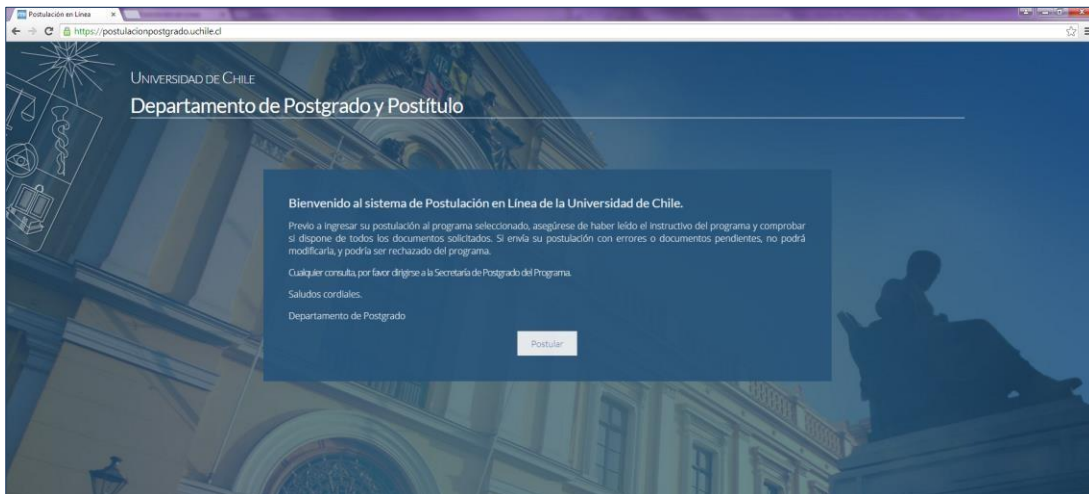 Postulación en Línea
https://postulacionpostgrado.uchile.cl
UNIVERSIDAD DE CHILE
Departamento de Postgrado y Postítulo
Bienvenido al sistema de Postulación en Línea de la Universidad de Chile.
Previo a ingresar su postulación al programa seleccionado, asegúrese de haber leído el instructivo del programa y comprobar
si dispone de todos los documentos solicitados. Si envía su postulación con errores o documentos pendientes, no podrá
modificarla, y podría ser rechazado del programa.
Cualquier consulta, por favor dirigirse a la Secretaría de Postgrado del Programa.
Saludos cordiales.
Departamento de Postgrado
Postular